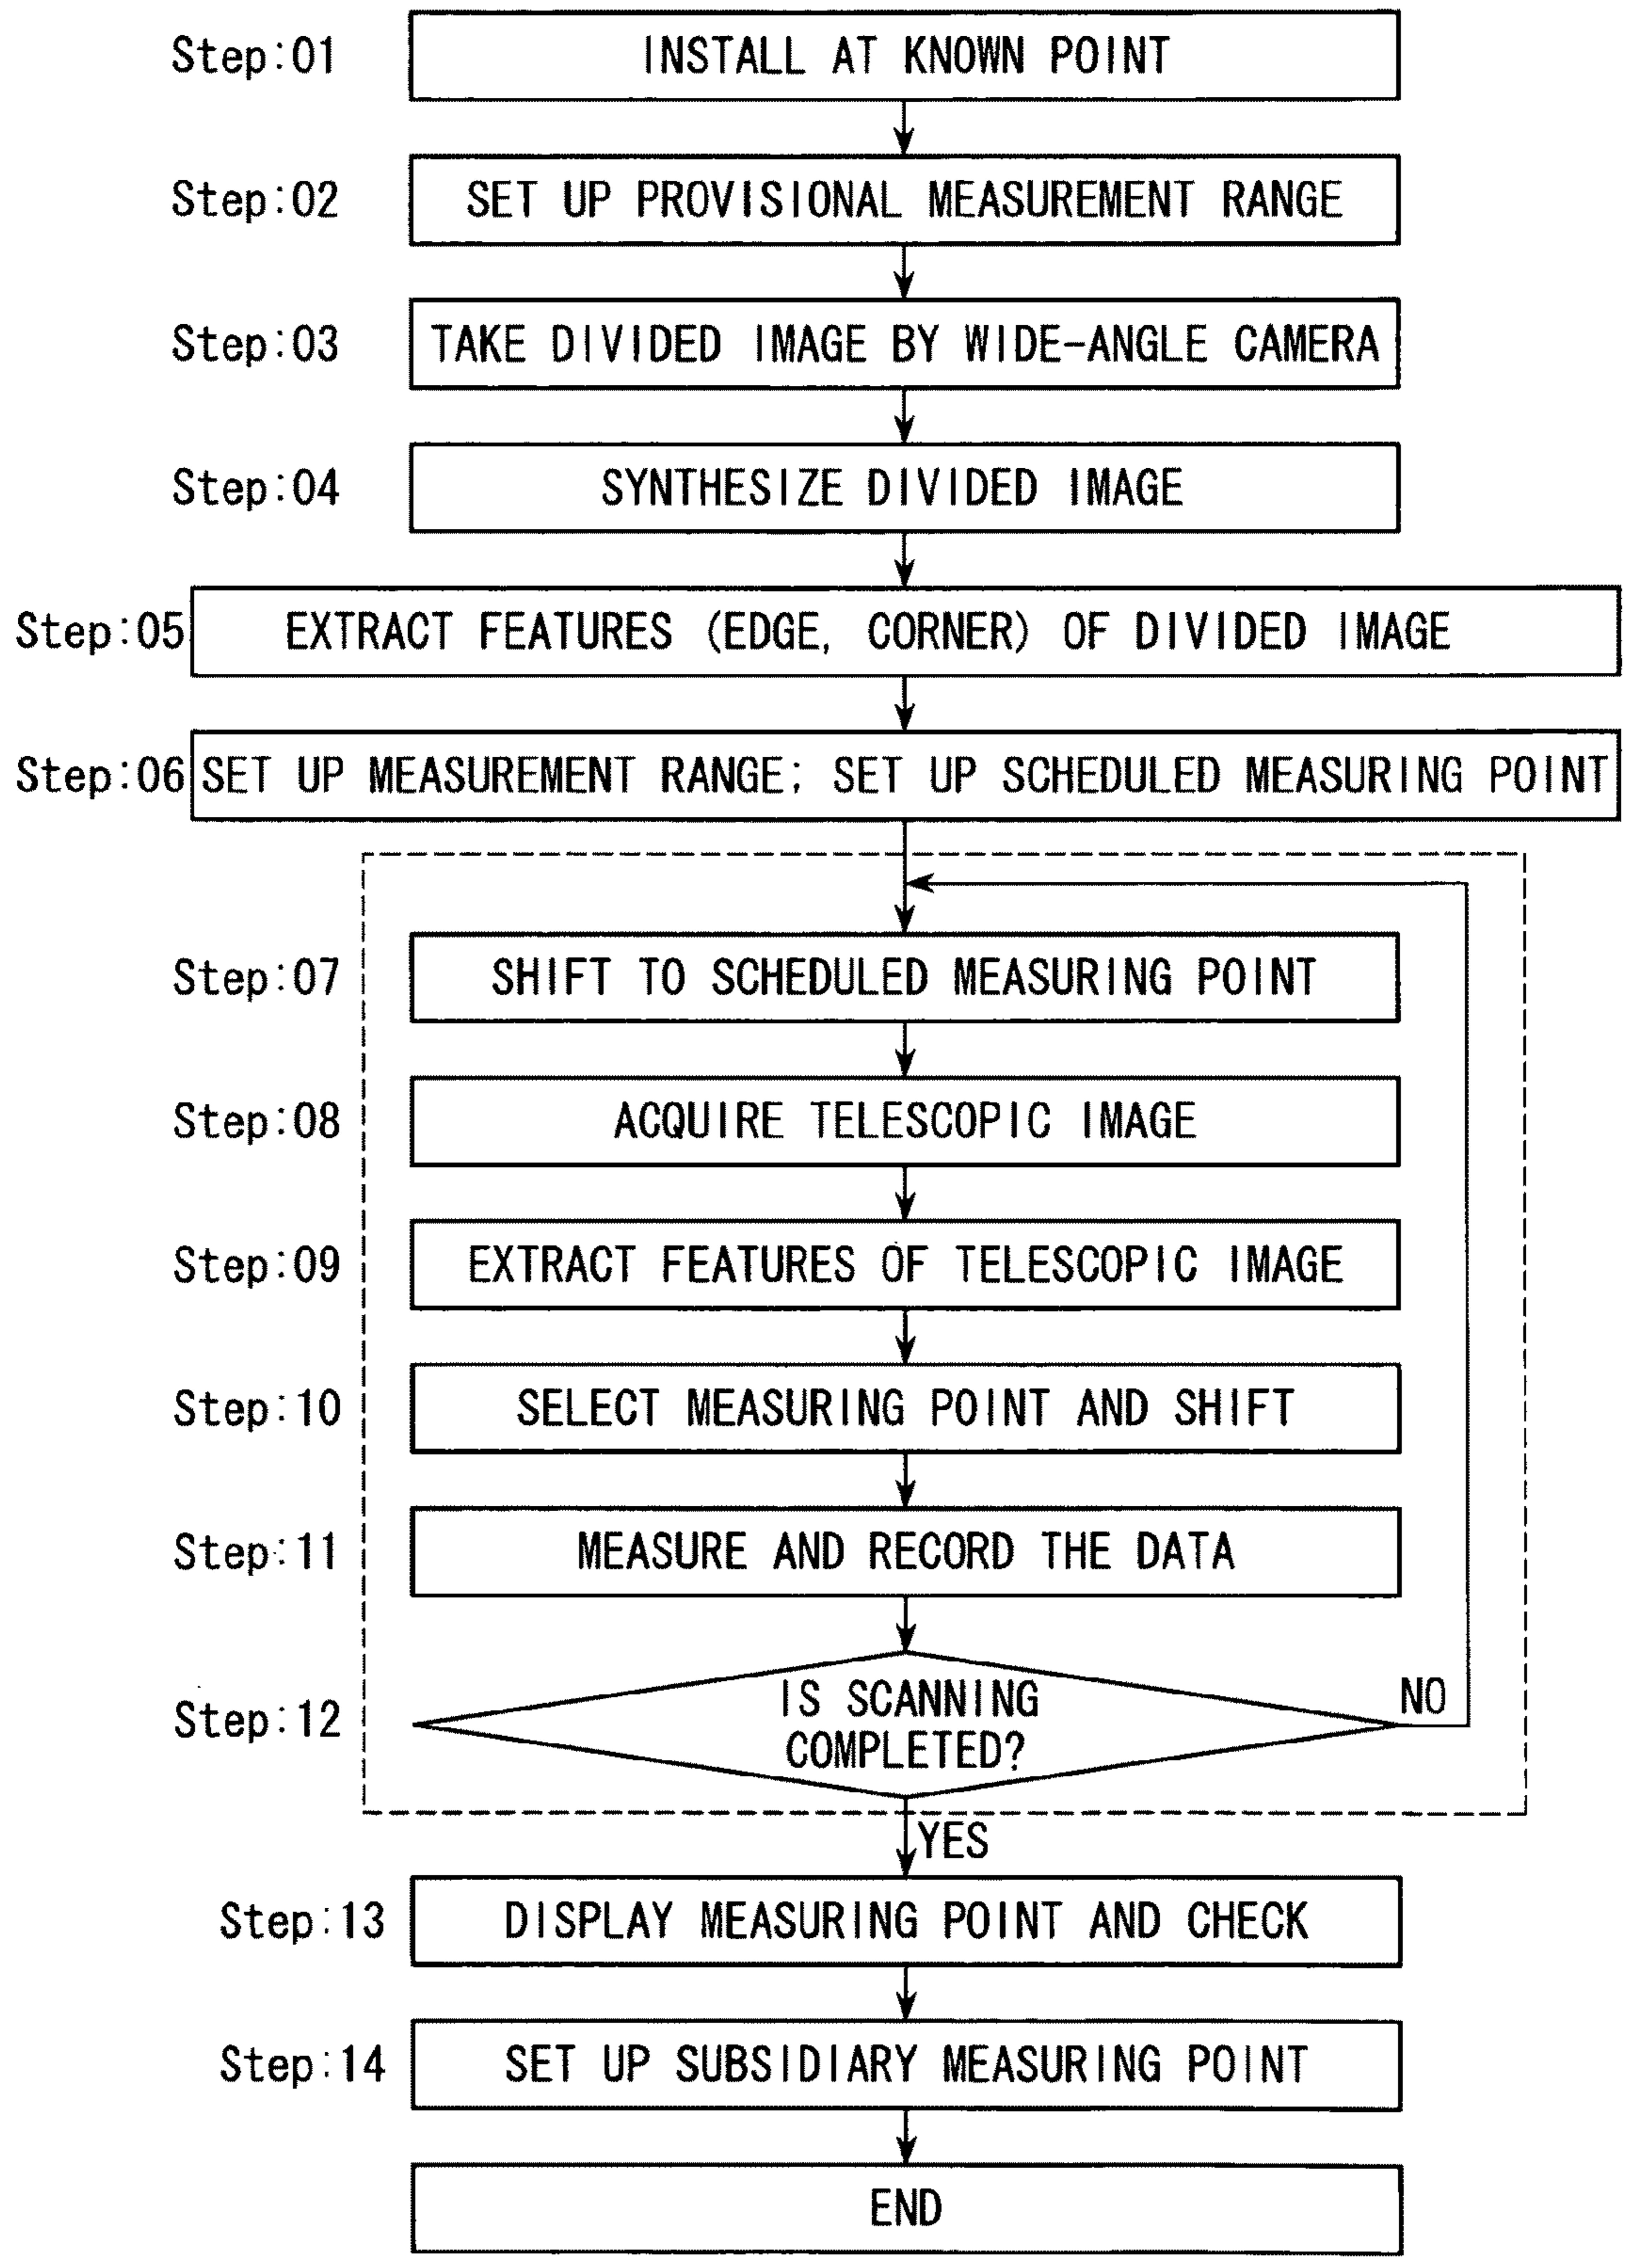 Step:01 INSTALL AT KNOWN POINT
Step:02 SET UP PROVISIONAL MEASUREMENT RANGE
Step:03 TAKE DIVIDED IMAGE BY WIDE-ANGLE CAMERA
Step:04 SYNTHESIZE DIVIDED IMAGE
Step:05 EXTRACT FEATURES (EDGE, CORNER) OF DIVIDED IMAGE
Step:06 SET UP MEASUREMENT RANGE; SET UP SCHEDULED MEASURING POINT
Step:07 SHIFT TO SCHEDULED MEASURING POINT
Step:08 ACQUIRE TELESCOPIC IMAGE
Step:09 EXTRACT FEATURES OF TELESCOPIC IMAGE
Step:10 SELECT MEASURING POINT AND SHIFT
Step:11 MEASURE AND RECORD THE DATA
Step:12 IS SCANNING
COMPLETED?
NO
YES
Step:13 DISPLAY MEASURING POINT AND CHECK
Step:14 SET UP SUBSIDIARY MEASURING POINT
END